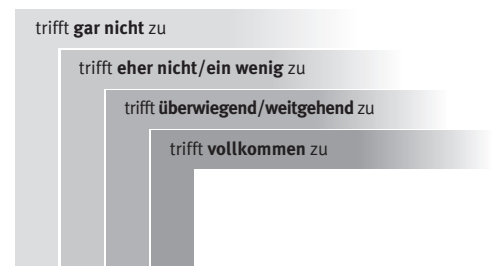 trifft gar nicht zu
trifft eher nicht/ein wenig zu
trifft überwiegend/weitgehend zu
trifft vollkommen zu